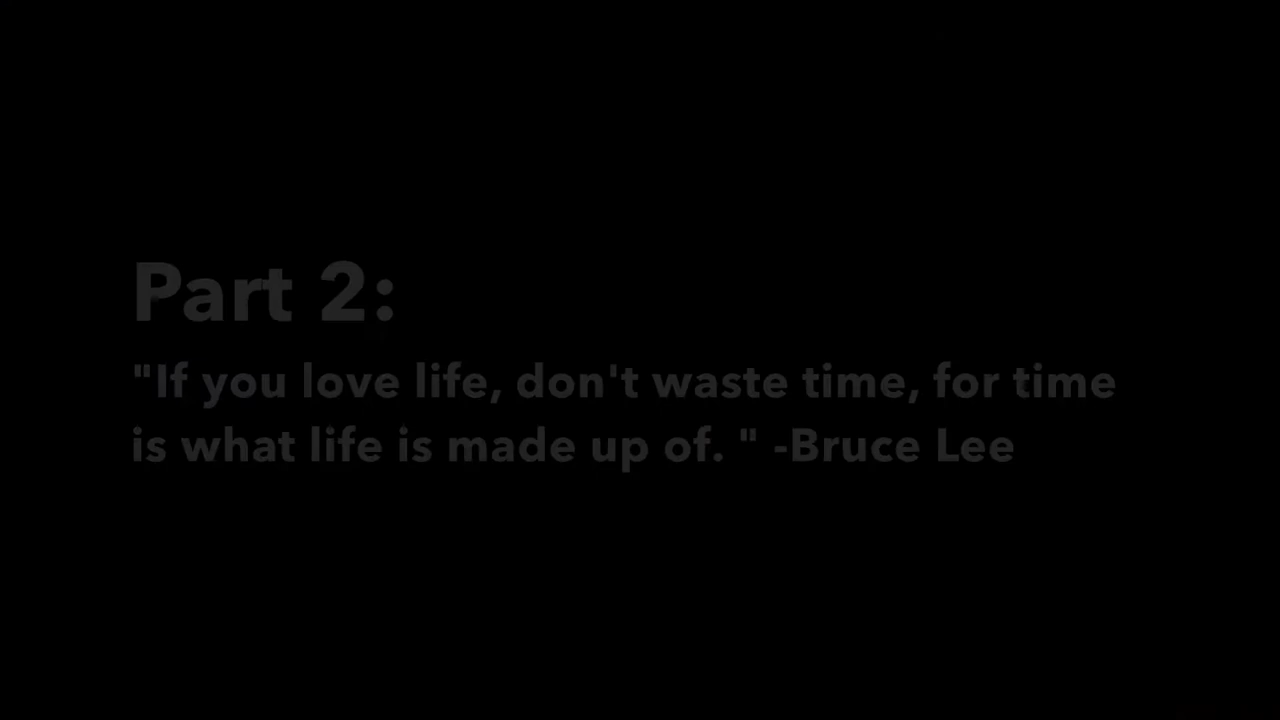 Part 2:
"If you love life, don't waste time, for time
is what life is made up of. " -Bruce Lee